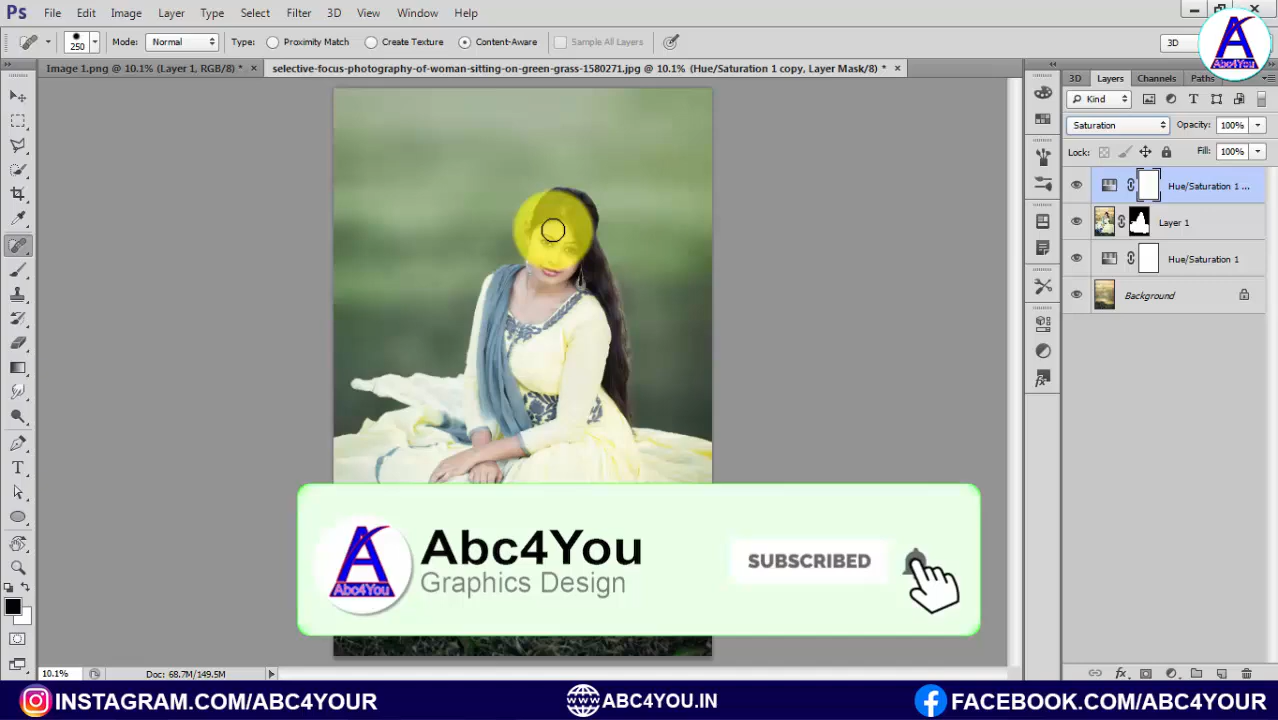 Ps File Edit Image Layer Type Select Filter 3D View Window Help
250 Mode: Normal Type: Proximity Match Create Texture Content-Aware Sample All Layers 3D
Image 1.png @ 10.1% (Layer 1, RGB/8) * × selective-focus-photography-of-woman-sitting-on-green-grass-1580271.jpg @ 10.1% (Hue/Saturation 1 copy, Layer Mask/8) * ×
A
Abc4You
3D Layers Channels Paths
Kind
Saturation Opacity: 100%
Lock: Fill: 100%
Hue/Saturation 1 ...
Layer 1
Hue/Saturation 1
Background
A
Abc4You
Abc4You
Graphics Design
SUBSCRIBED
10.1% Doc: 68.7M/149.5M
INSTAGRAM.COM/ABC4YOUR ABC4YOU.IN FACEBOOK.COM/ABC4YOUR